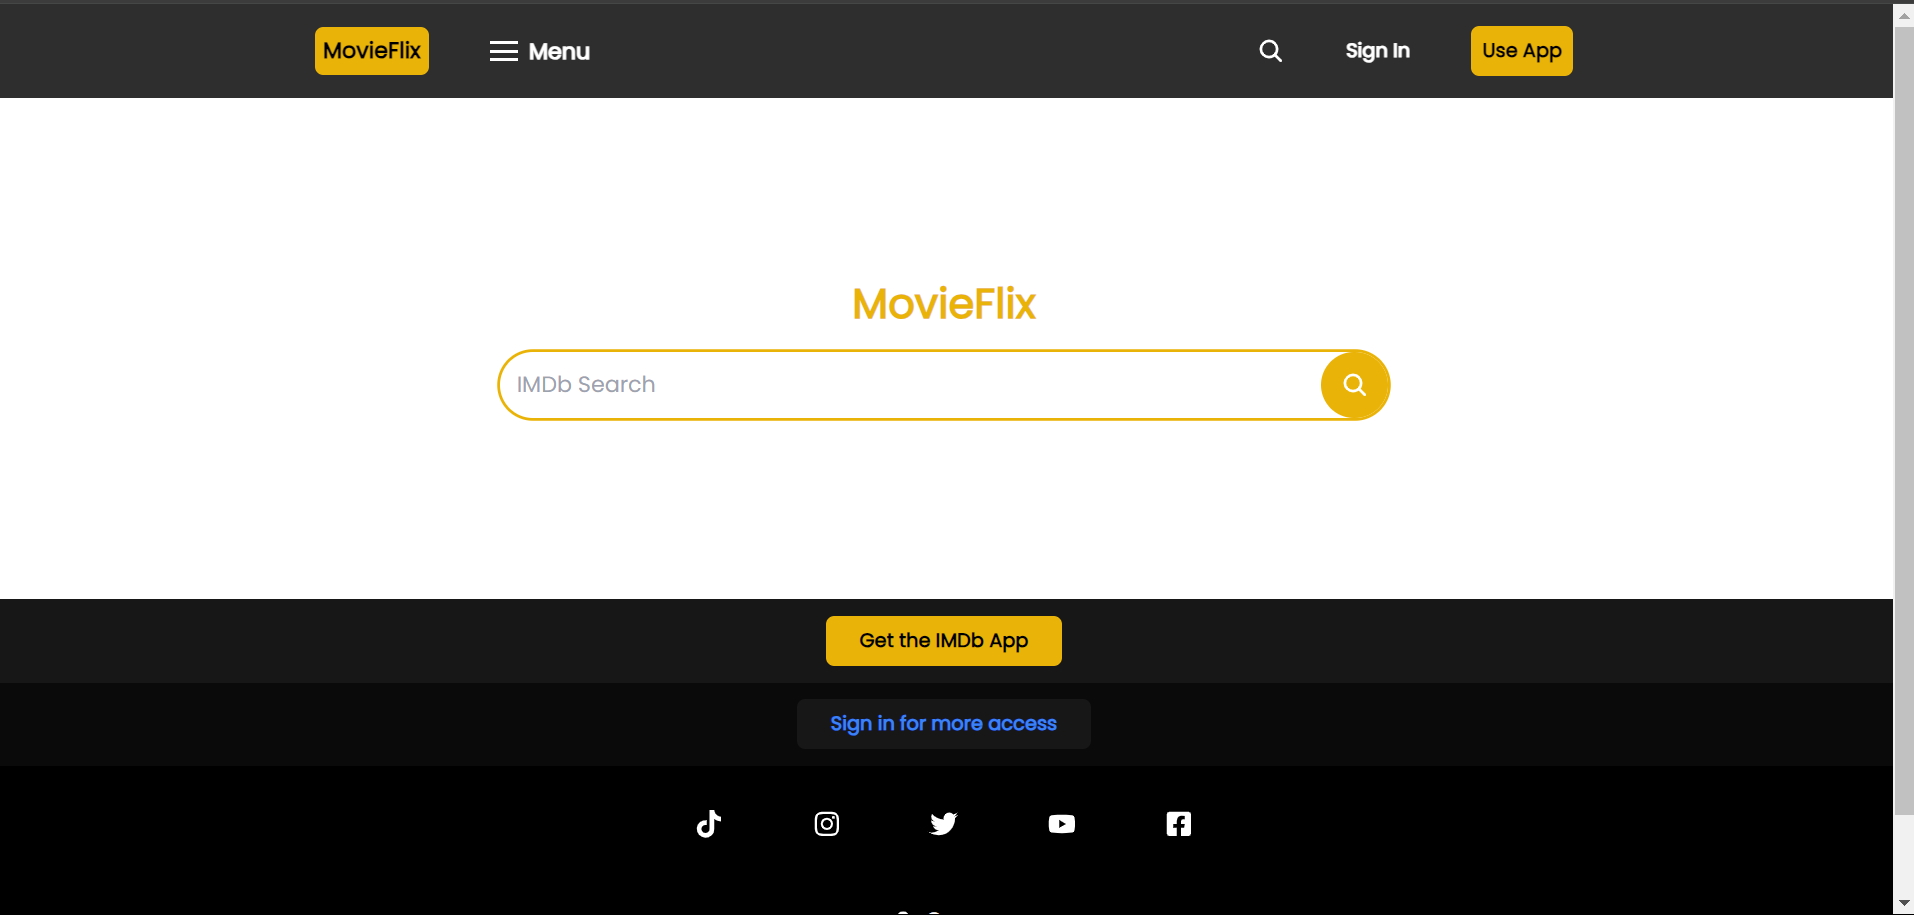 MovieFlix Menu Sign In Use App
MovieFlix
IMDb Search
Get the IMDb App
Sign in for more access